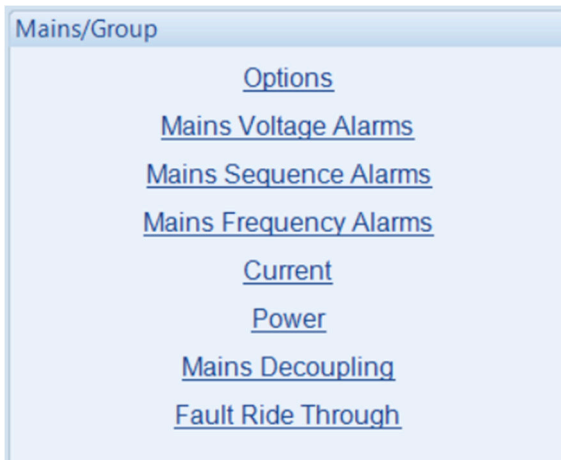 Mains/Group
Options
Mains Voltage Alarms
Mains Sequence Alarms
Mains Frequency Alarms
Current
Power
Mains Decoupling
Fault Ride Through